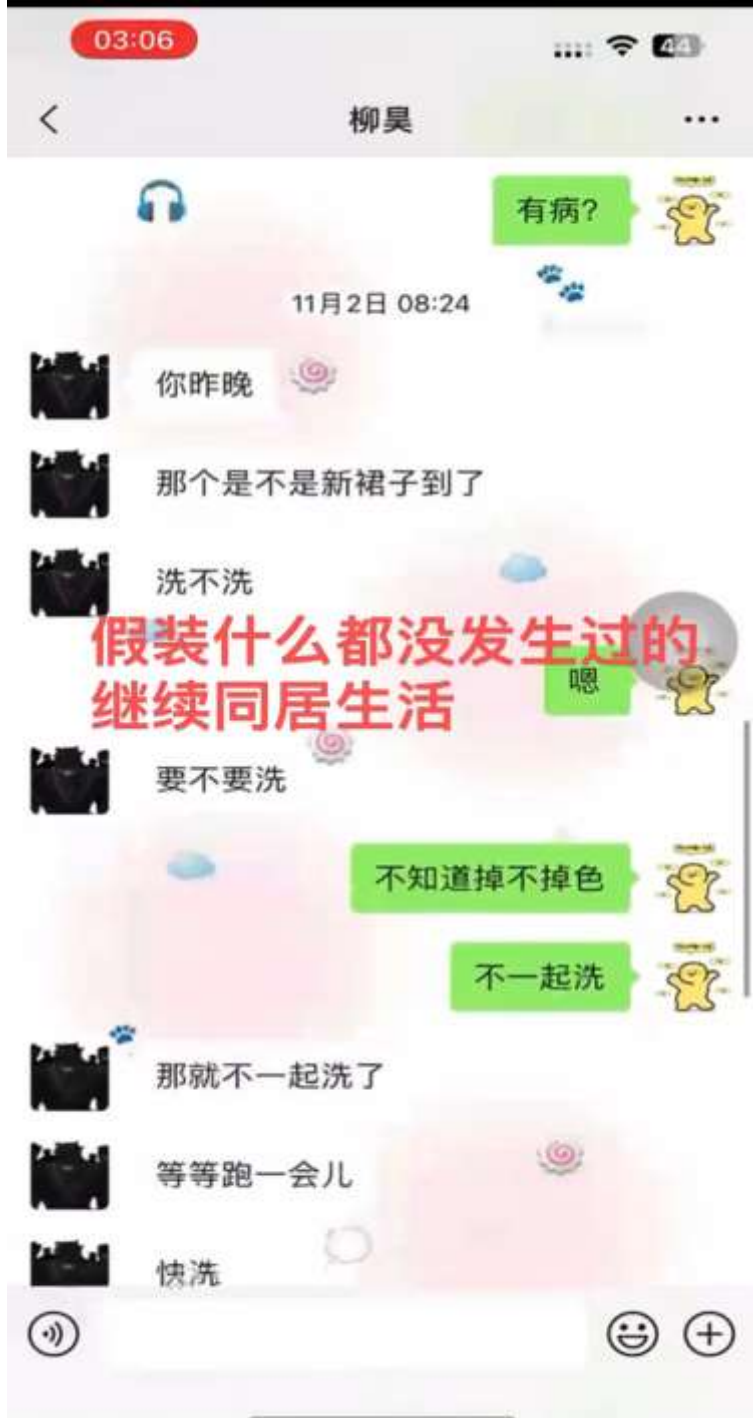 03:06
44
柳昊
有病?
11月2日 08:24
你昨晚
那个是不是新裙子到了
洗不洗
假装什么都没发生过的
嗯
继续同居生活
要不要洗
不知道掉不掉色
不一起洗
那就不一起洗了
等等跑一会儿
快洗